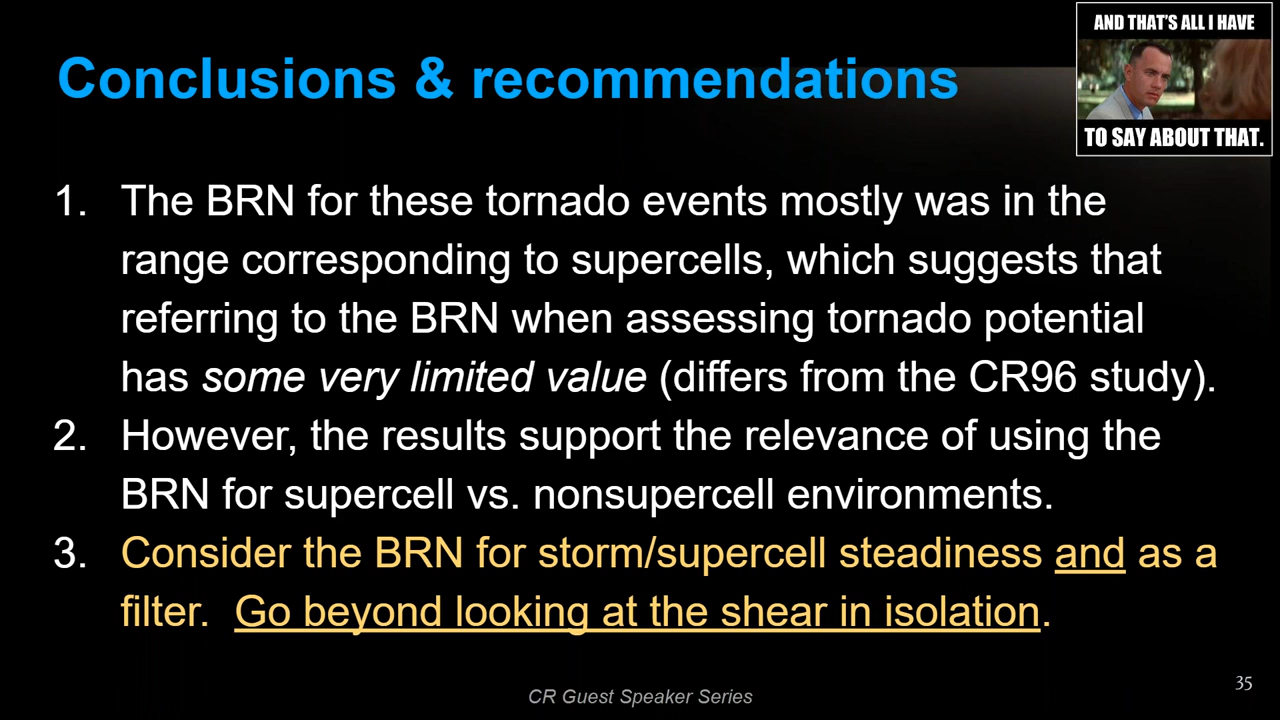 AND THAT'S ALL I HAVE
TO SAY ABOUT THAT.
Conclusions & recommendations
1. The BRN for these tornado events mostly was in the
range corresponding to supercells, which suggests that
referring to the BRN when assessing tornado potential
has some very limited value (differs from the CR96 study).
2. However, the results support the relevance of using the
BRN for supercell vs. nonsupercell environments.
3. Consider the BRN for storm/supercell steadiness and as a
filter. Go beyond looking at the shear in isolation.
CR Guest Speaker Series
35